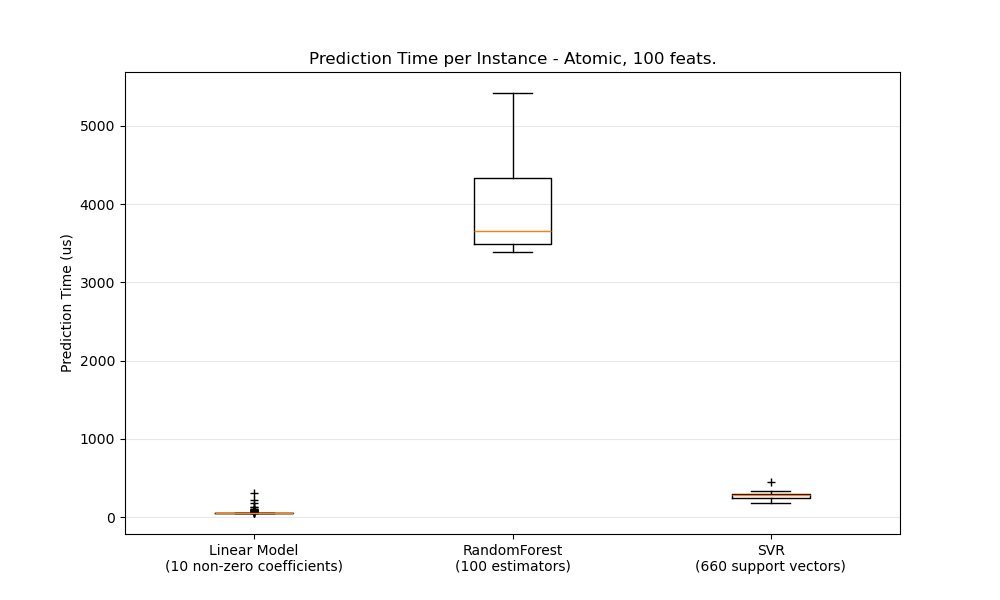 Prediction Time per Instance - Atomic, 100 feats.
Prediction Time (us)
5000
4000
3000
2000
1000
0
Linear Model
(10 non-zero coefficients)
RandomForest
(100 estimators)
SVR
(660 support vectors)